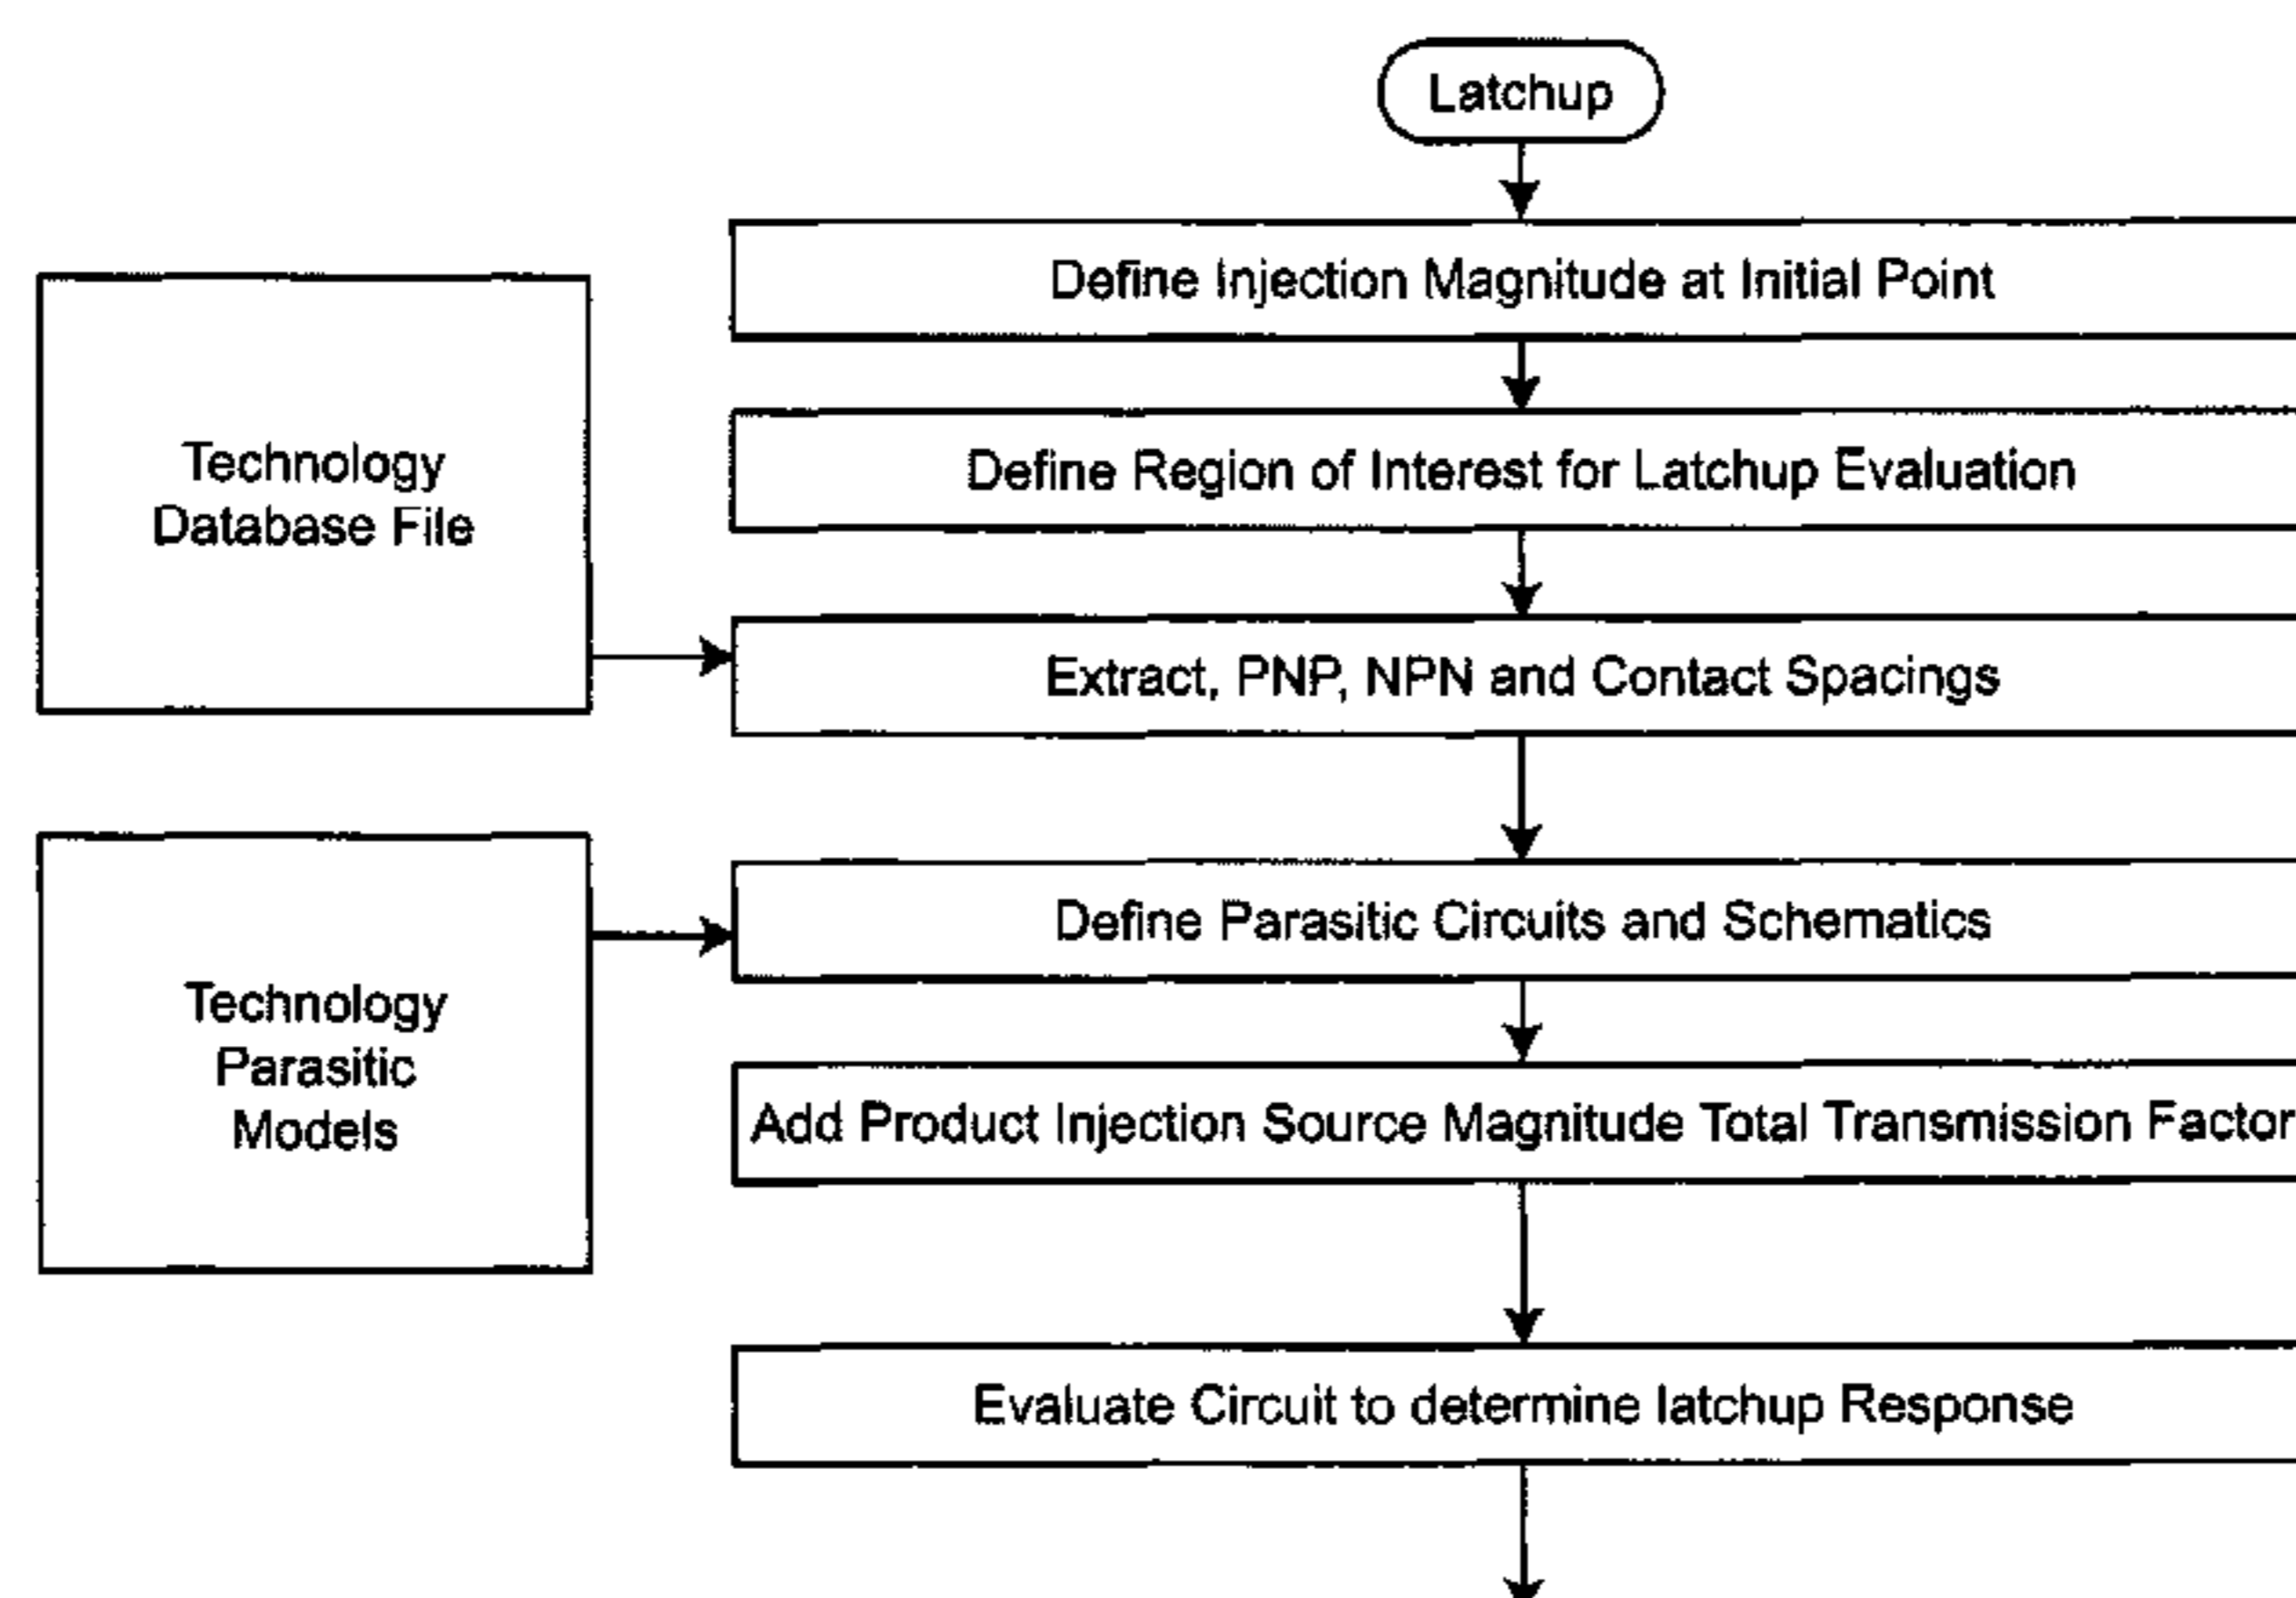 Latchup
Define Injection Magnitude at Initial Point
Technology
Database File
Define Region of Interest for Latchup Evaluation
Extract, PNP, NPN and Contact Spacings
Technology
Parasitic
Models
Define Parasitic Circuits and Schematics
Add Product Injection Source Magnitude Total Transmission Factor
Evaluate Circuit to determine latchup Response